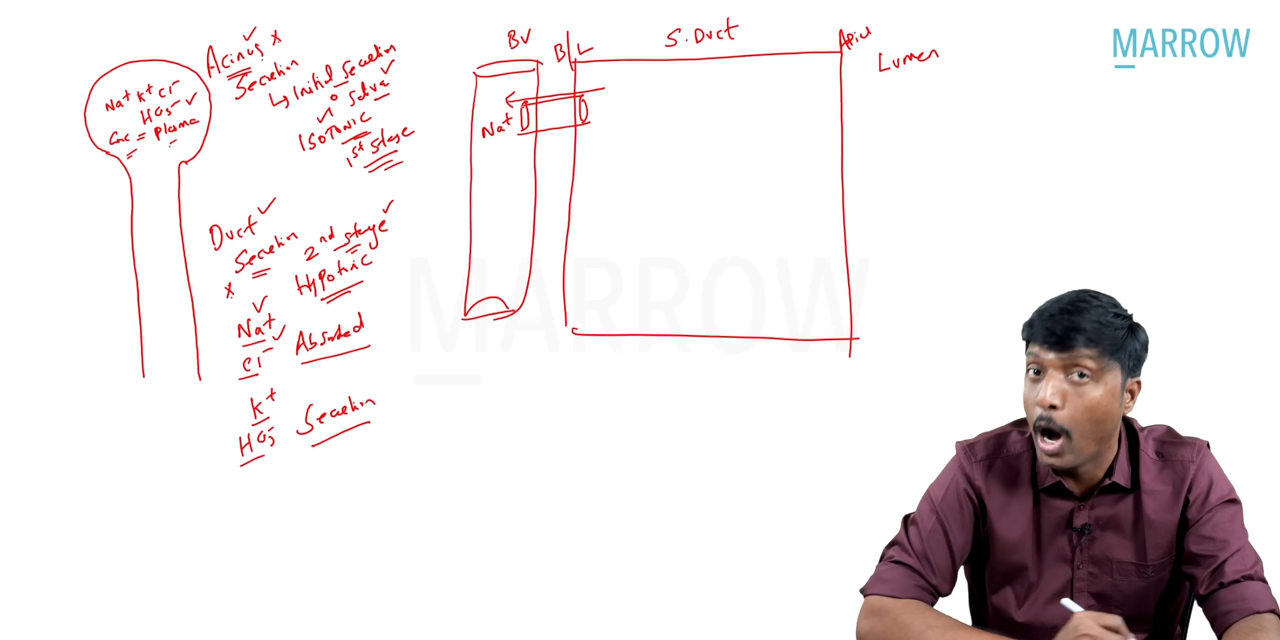 MARROW
Acinus
Secretion
↳ Initial Secretion
Saliva
ISOTONIC
1st stage
Na+ K+ Cl-
HCO3-
Conc = Plasma
Duct
Secretion
2nd stage
Hypotonic
Na+
Cl-
Absorbed
K+
HCO3-
Secretion
BV
B/L
S. Duct
Apical
Lumen
Na+
MARROW